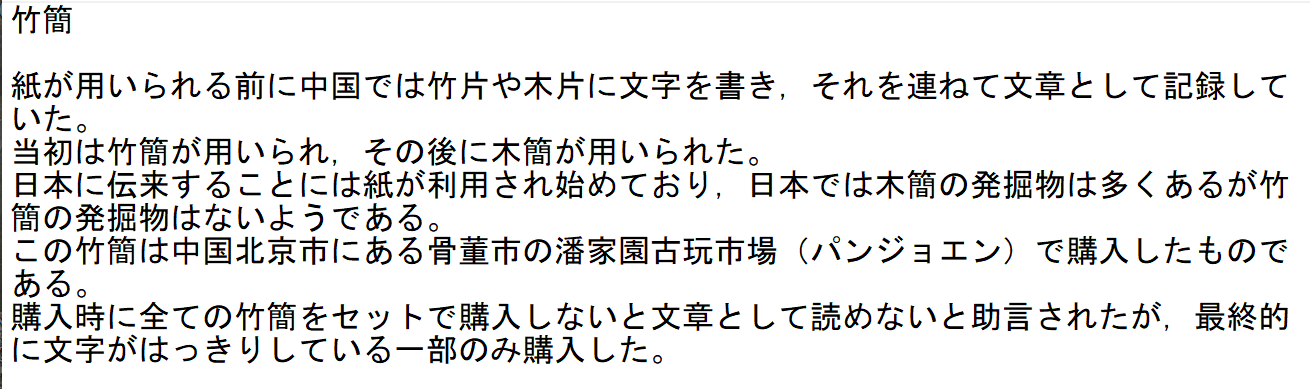 竹簡
紙が用いられる前に中国では竹片や木片に文字を書き，それを連ねて文章として記録して
いた。
当初は竹簡が用いられ，その後に木簡が用いられた。
日本に伝来することには紙が利用され始めており，日本では木簡の発掘物は多くあるが竹
簡の発掘物はないようである。
この竹簡は中国北京市にある骨董市の潘家園古玩市場（パンジョエン）で購入したもので
ある。
購入時に全ての竹簡をセットで購入しないと文章として読めないと助言されたが，最終的
に文字がはっきりしている一部のみ購入した。